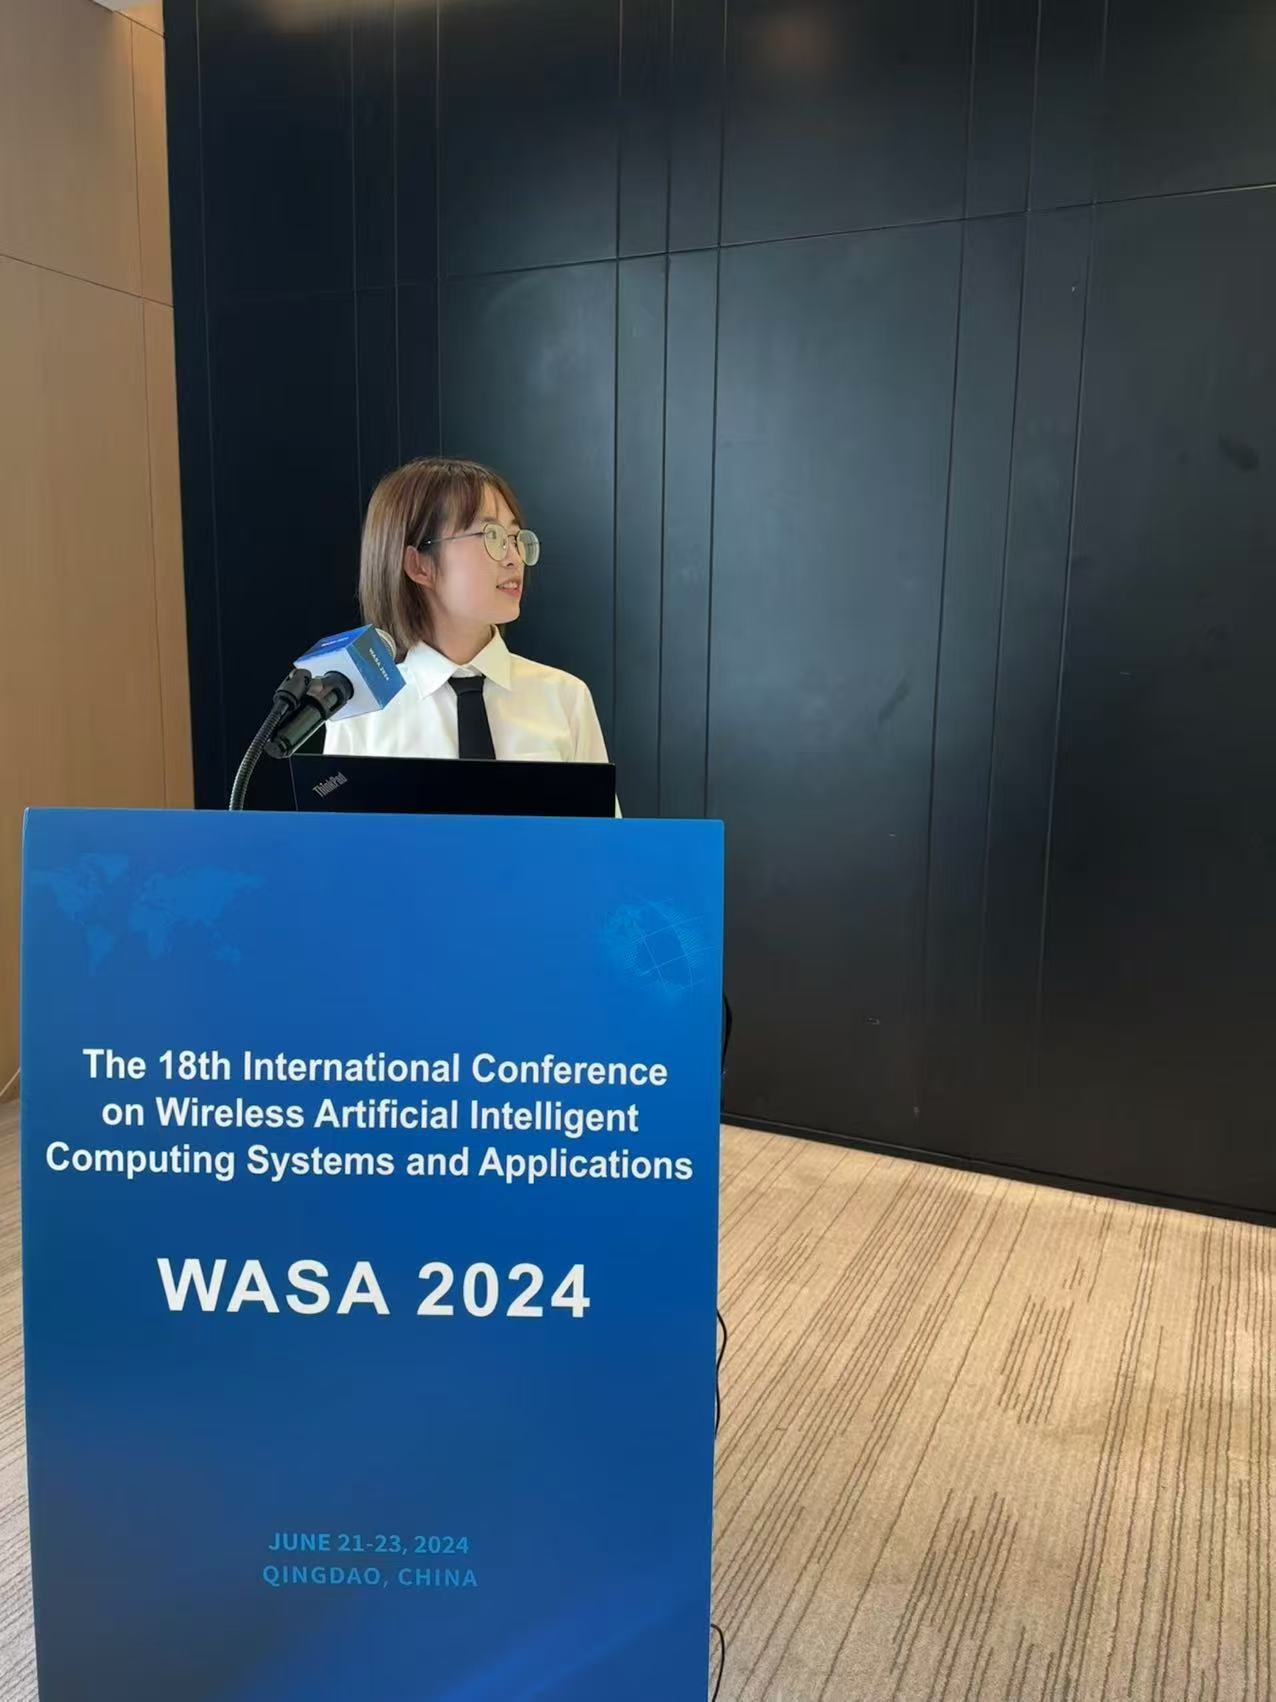 WASA 2024
ThinkPad
The 18th International Conference
on Wireless Artificial Intelligent
Computing Systems and Applications
WASA 2024
JUNE 21-23, 2024
QINGDAO, CHINA